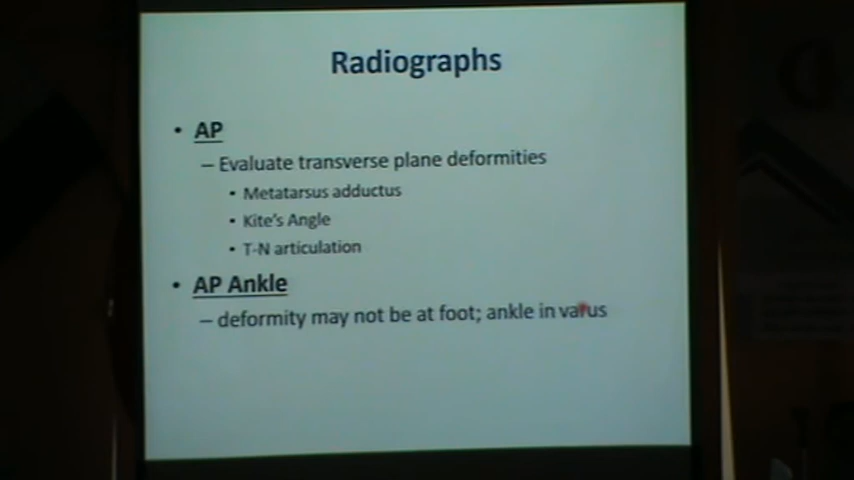 Radiographs
• AP
– Evaluate transverse plane deformities
• Metatarsus adductus
• Kite's Angle
• T-N articulation
• AP Ankle
– deformity may not be at foot; ankle in varus